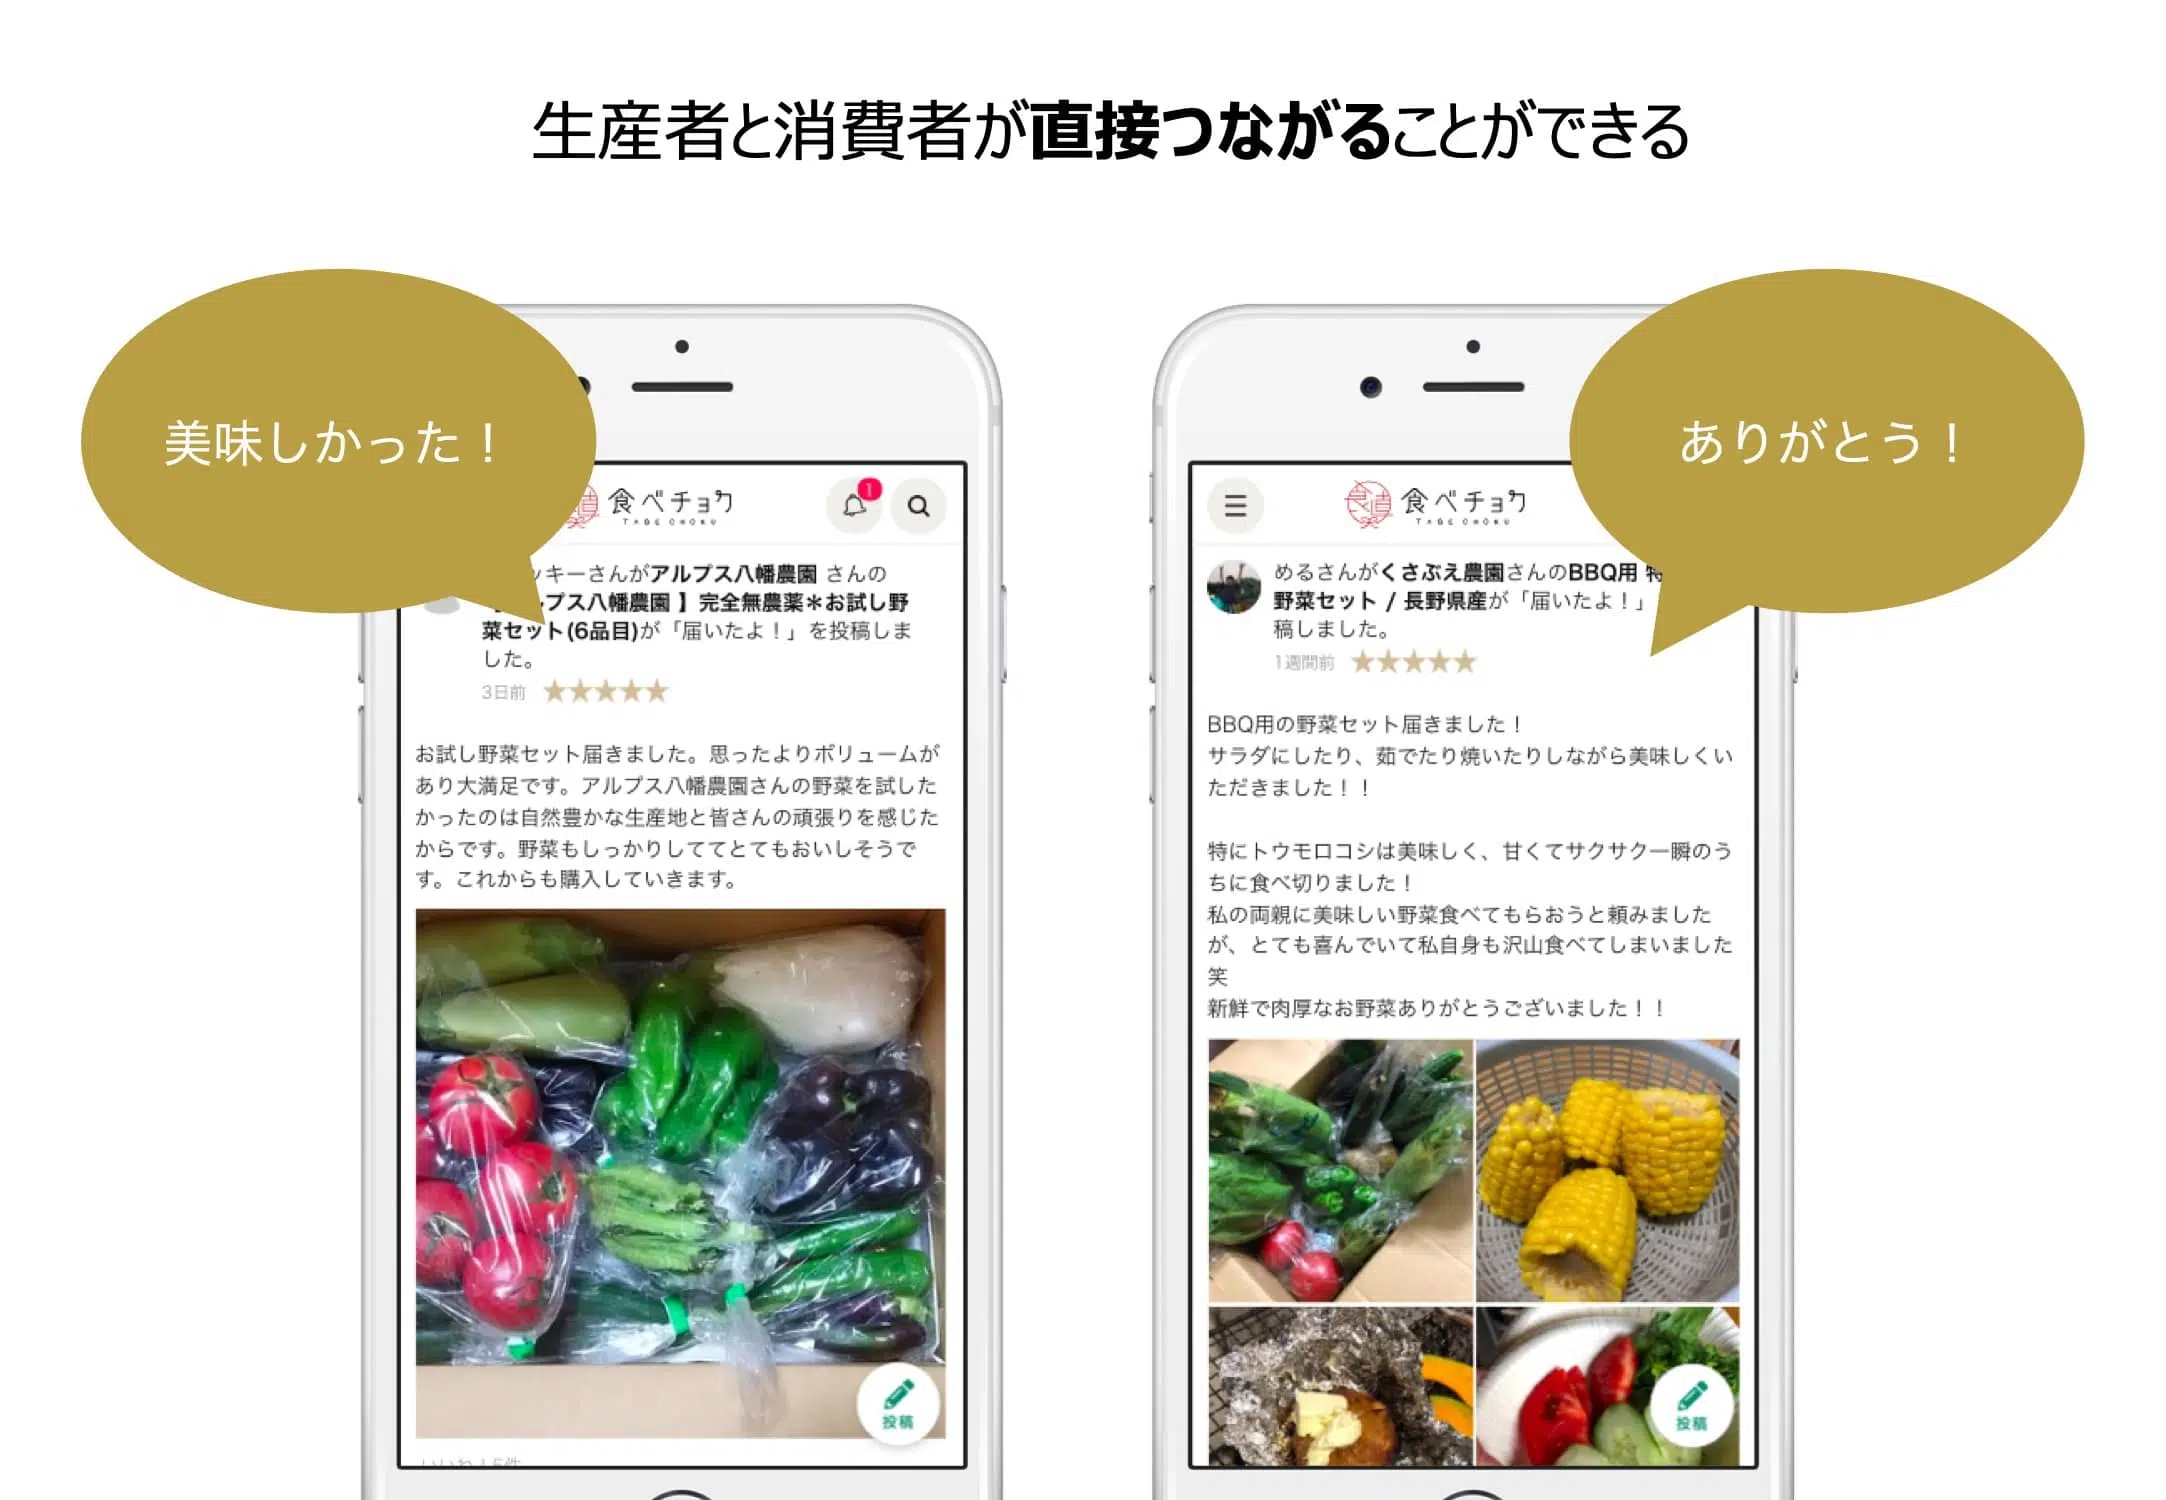 生産者と消費者が直接つながることができる
美味しかった！
ありがとう！
食べチョク
TABE CHOKU
1
ッキーさんがアルプス八幡農園 さんの
ルプス八幡農園 】完全無農薬＊お試し野
菜セット(6品目)が「届いたよ！」を投稿しま
した。
3日前 ★★★★★
お試し野菜セット届きました。思ったよりボリュームが
あり大満足です。アルプス八幡農園さんの野菜を試した
かったのは自然豊かな生産地と皆さんの頑張りを感じた
からです。野菜もしっかりしててとてもおいしそうで
す。これからも購入していきます。
投稿
いいね！5件
食べチョク
TABE CHOKU
めるさんがくさぶえ農園さんのBBQ用 特
野菜セット / 長野県産が「届いたよ！」
稿しました。
1週間前 ★★★★★
BBQ用の野菜セット届きました！
サラダにしたり、茹でたり焼いたりしながら美味しくい
ただきました！！
特にトウモロコシは美味しく、甘くてサクサク一瞬のう
ちに食べ切りました！
私の両親に美味しい野菜食べてもらおうと頼みました
が、とても喜んでいて私自身も沢山食べてしまいました
笑
新鮮で肉厚なお野菜ありがとうございました！！
投稿